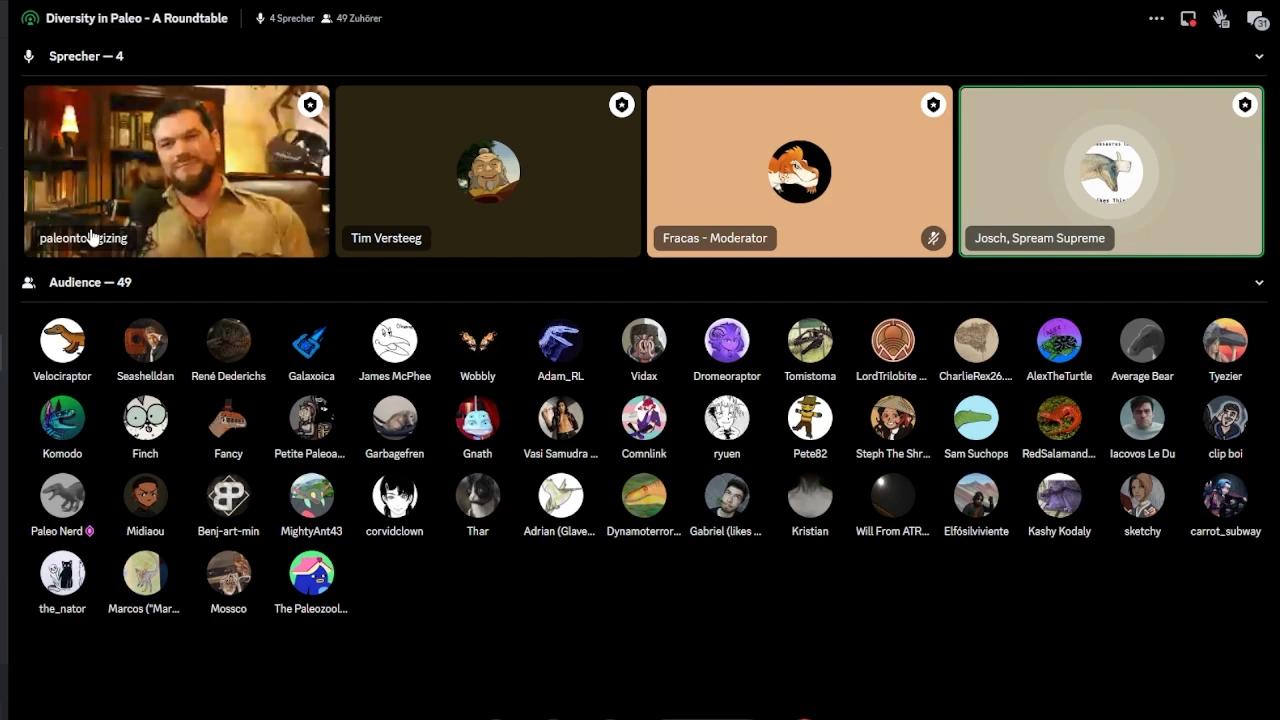 Diversity in Paleo - A Roundtable
4 Sprecher
49 Zuhörer
31
Sprecher — 4
paleontologizing
Tim Versteeg
Fracas - Moderator
Josch, Spream Supreme
Audience — 49
Velociraptor
Seashelldan
René Dederichs
Galaxoica
James McPhee
Wobbly
Adam_RL
Vidax
Dromeoraptor
Tomistoma
LordTrilobite ...
CharlieRex26....
AlexTheTurtle
Average Bear
Tyezier
Komodo
Finch
Fancy
Petite Paleoa...
Garbagefren
Gnath
Vasi Samudra ...
Comnlink
ryuen
Pete82
Steph The Shr...
Sam Suchops
RedSalamand...
Iacovos Le Du
clip boi
Paleo Nerd
Midiaou
Benj-art-min
MightyAnt43
corvidclown
Thar
Adrian (Glave...
Dynamoterror...
Gabriel (likes ...
Kristian
Will From ATR...
Elfósilviviente
Kashy Kodaly
sketchy
carrot_subway
the_nator
Marcos ("Mar...
Mossco
The Paleozool...